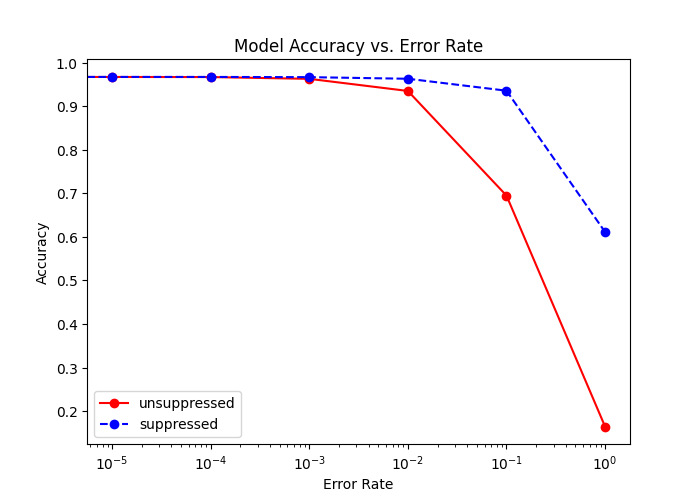 Model Accuracy vs. Error Rate
1.0
0.9
0.8
0.7
0.6
0.5
0.4
0.3
0.2
Accuracy
unsuppressed
suppressed
10⁻⁵ 10⁻⁴ 10⁻³ 10⁻² 10⁻¹ 10⁰
Error Rate